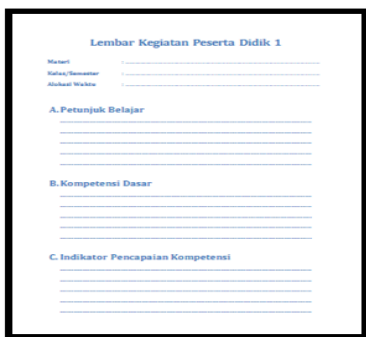 Lembar Kegiatan Peserta Didik 1
Materi :
Kelas/Semester :
Alokasi Waktu :
A. Petunjuk Belajar
B. Kompetensi Dasar
C. Indikator Pencapaian Kompetensi